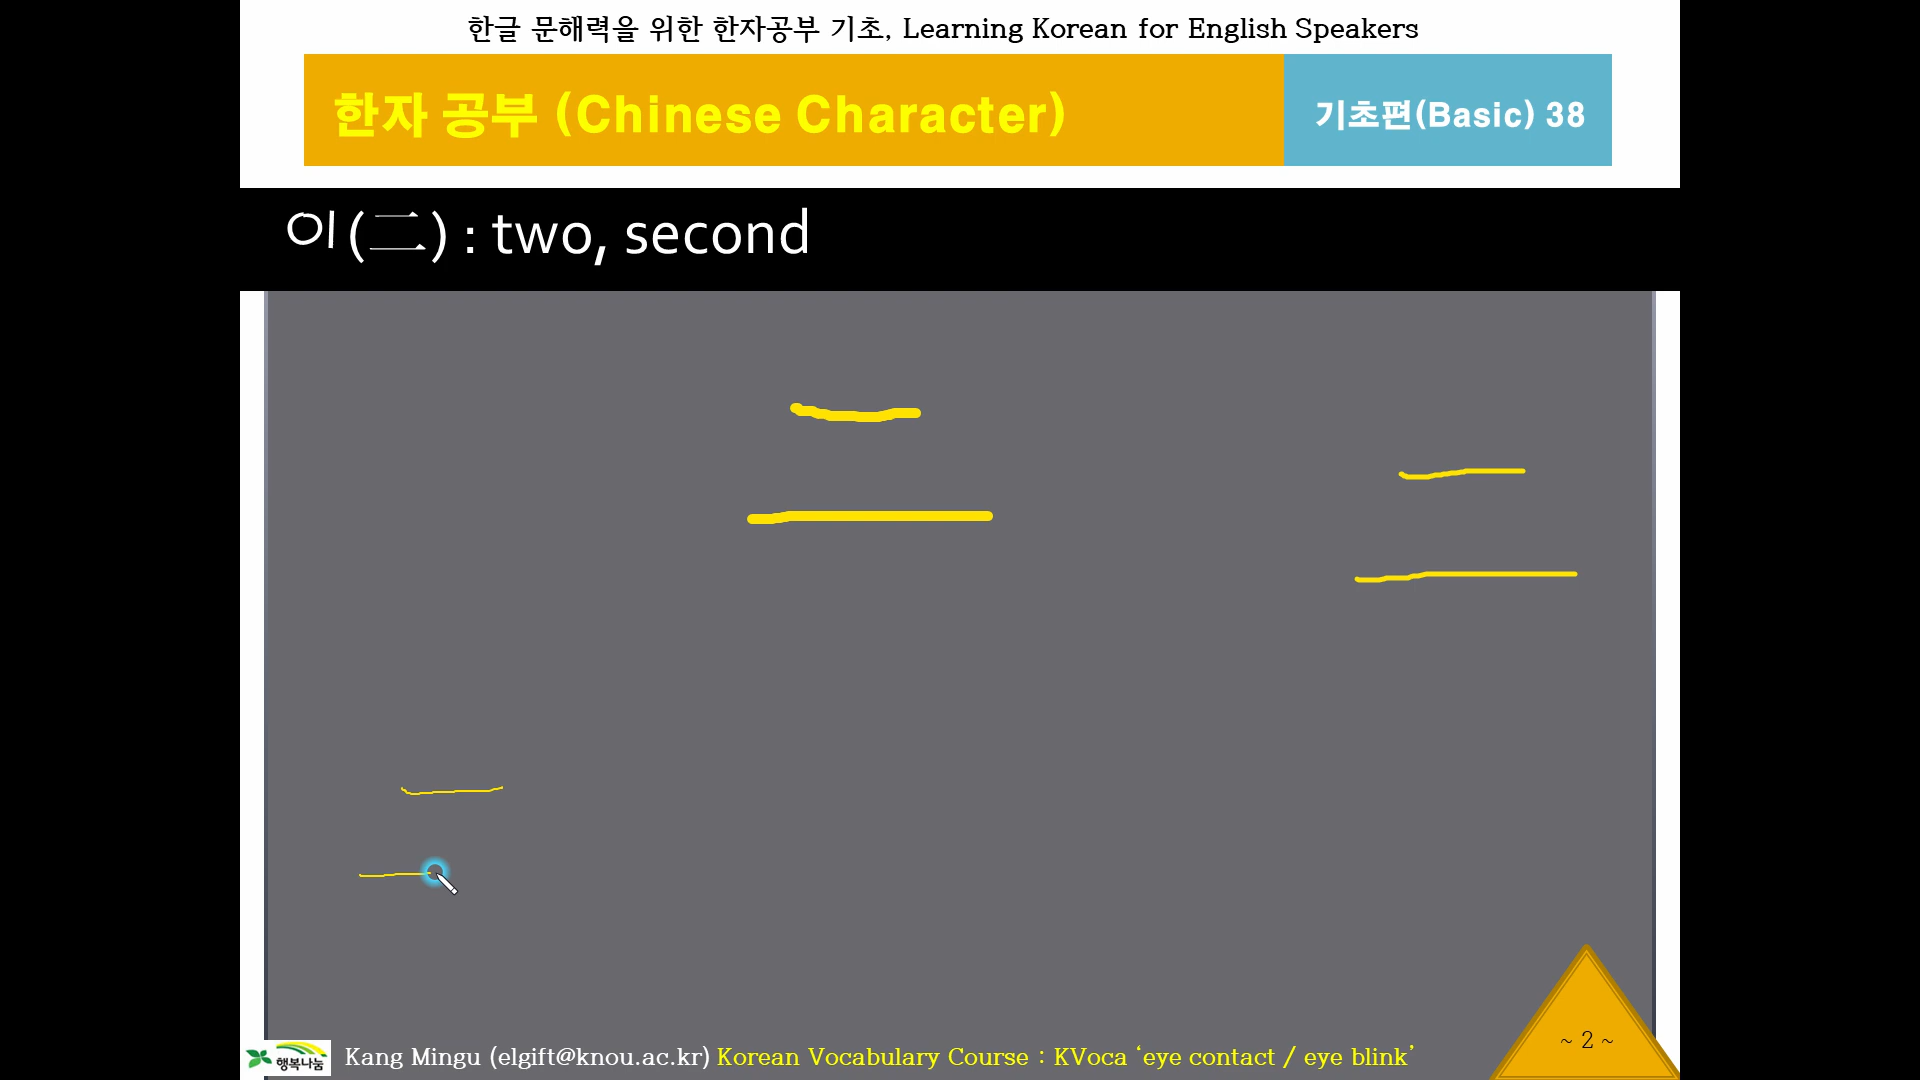 한글 문해력을 위한 한자공부 기초, Learning Korean for English Speakers
한자 공부 (Chinese Character)
기초편(Basic) 38
이(二) : two, second
二
二
행복나눔
Kang Mingu (elgift@knou.ac.kr) Korean Vocabulary Course : KVoca ‘eye contact / eye blink’
~ 2 ~